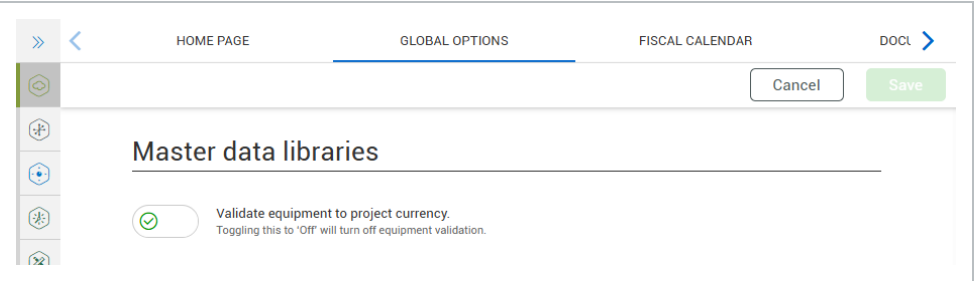 HOME PAGE
GLOBAL OPTIONS
FISCAL CALENDAR
DOCU
Cancel
Save
Master data libraries
Validate equipment to project currency.
Toggling this to 'Off' will turn off equipment validation.